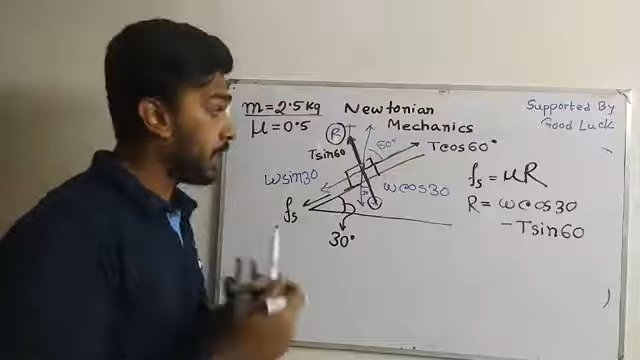 m = 2.5 kg
μ = 0.5
Newtonian
Mechanics
Supported By
Good Luck
R
60°
Tcos60°
Tsin60
wsin30
wcos30
fs
30°
fs = μR
R = wcos30
-Tsin60